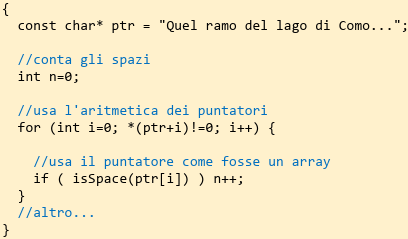 {
const char* ptr = "Quel ramo del lago di Como...";
//conta gli spazi
int n=0;
//usa l'aritmetica dei puntatori
for (int i=0; *(ptr+i)!=0; i++) {
//usa il puntatore come fosse un array
if ( isSpace(ptr[i]) ) n++;
}
//altro...
}